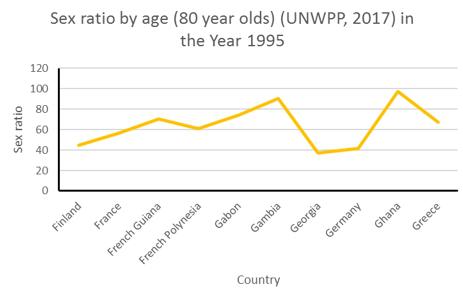 Sex ratio by age (80 year olds) (UNWPP, 2017) in
the Year 1995
120
100
80
60
40
20
0
Sex ratio
Finland
France
French Guiana
French Polynesia
Gabon
Gambia
Georgia
Germany
Ghana
Greece
Country